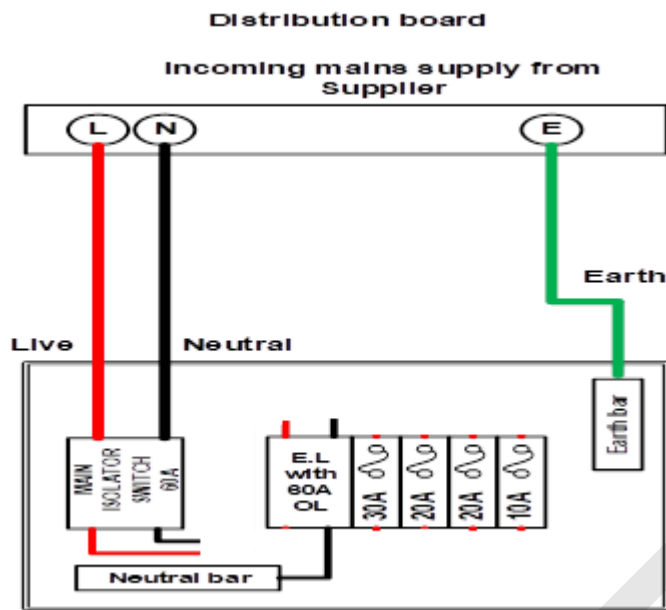 Distribution board
Incoming mains supply from
Supplier
L N E
Earth
Live Neutral
MAIN
ISOLATOR
SWITCH
60A
E.L
with
60A
OL
30A
20A
20A
10A
Earth bar
Neutral bar